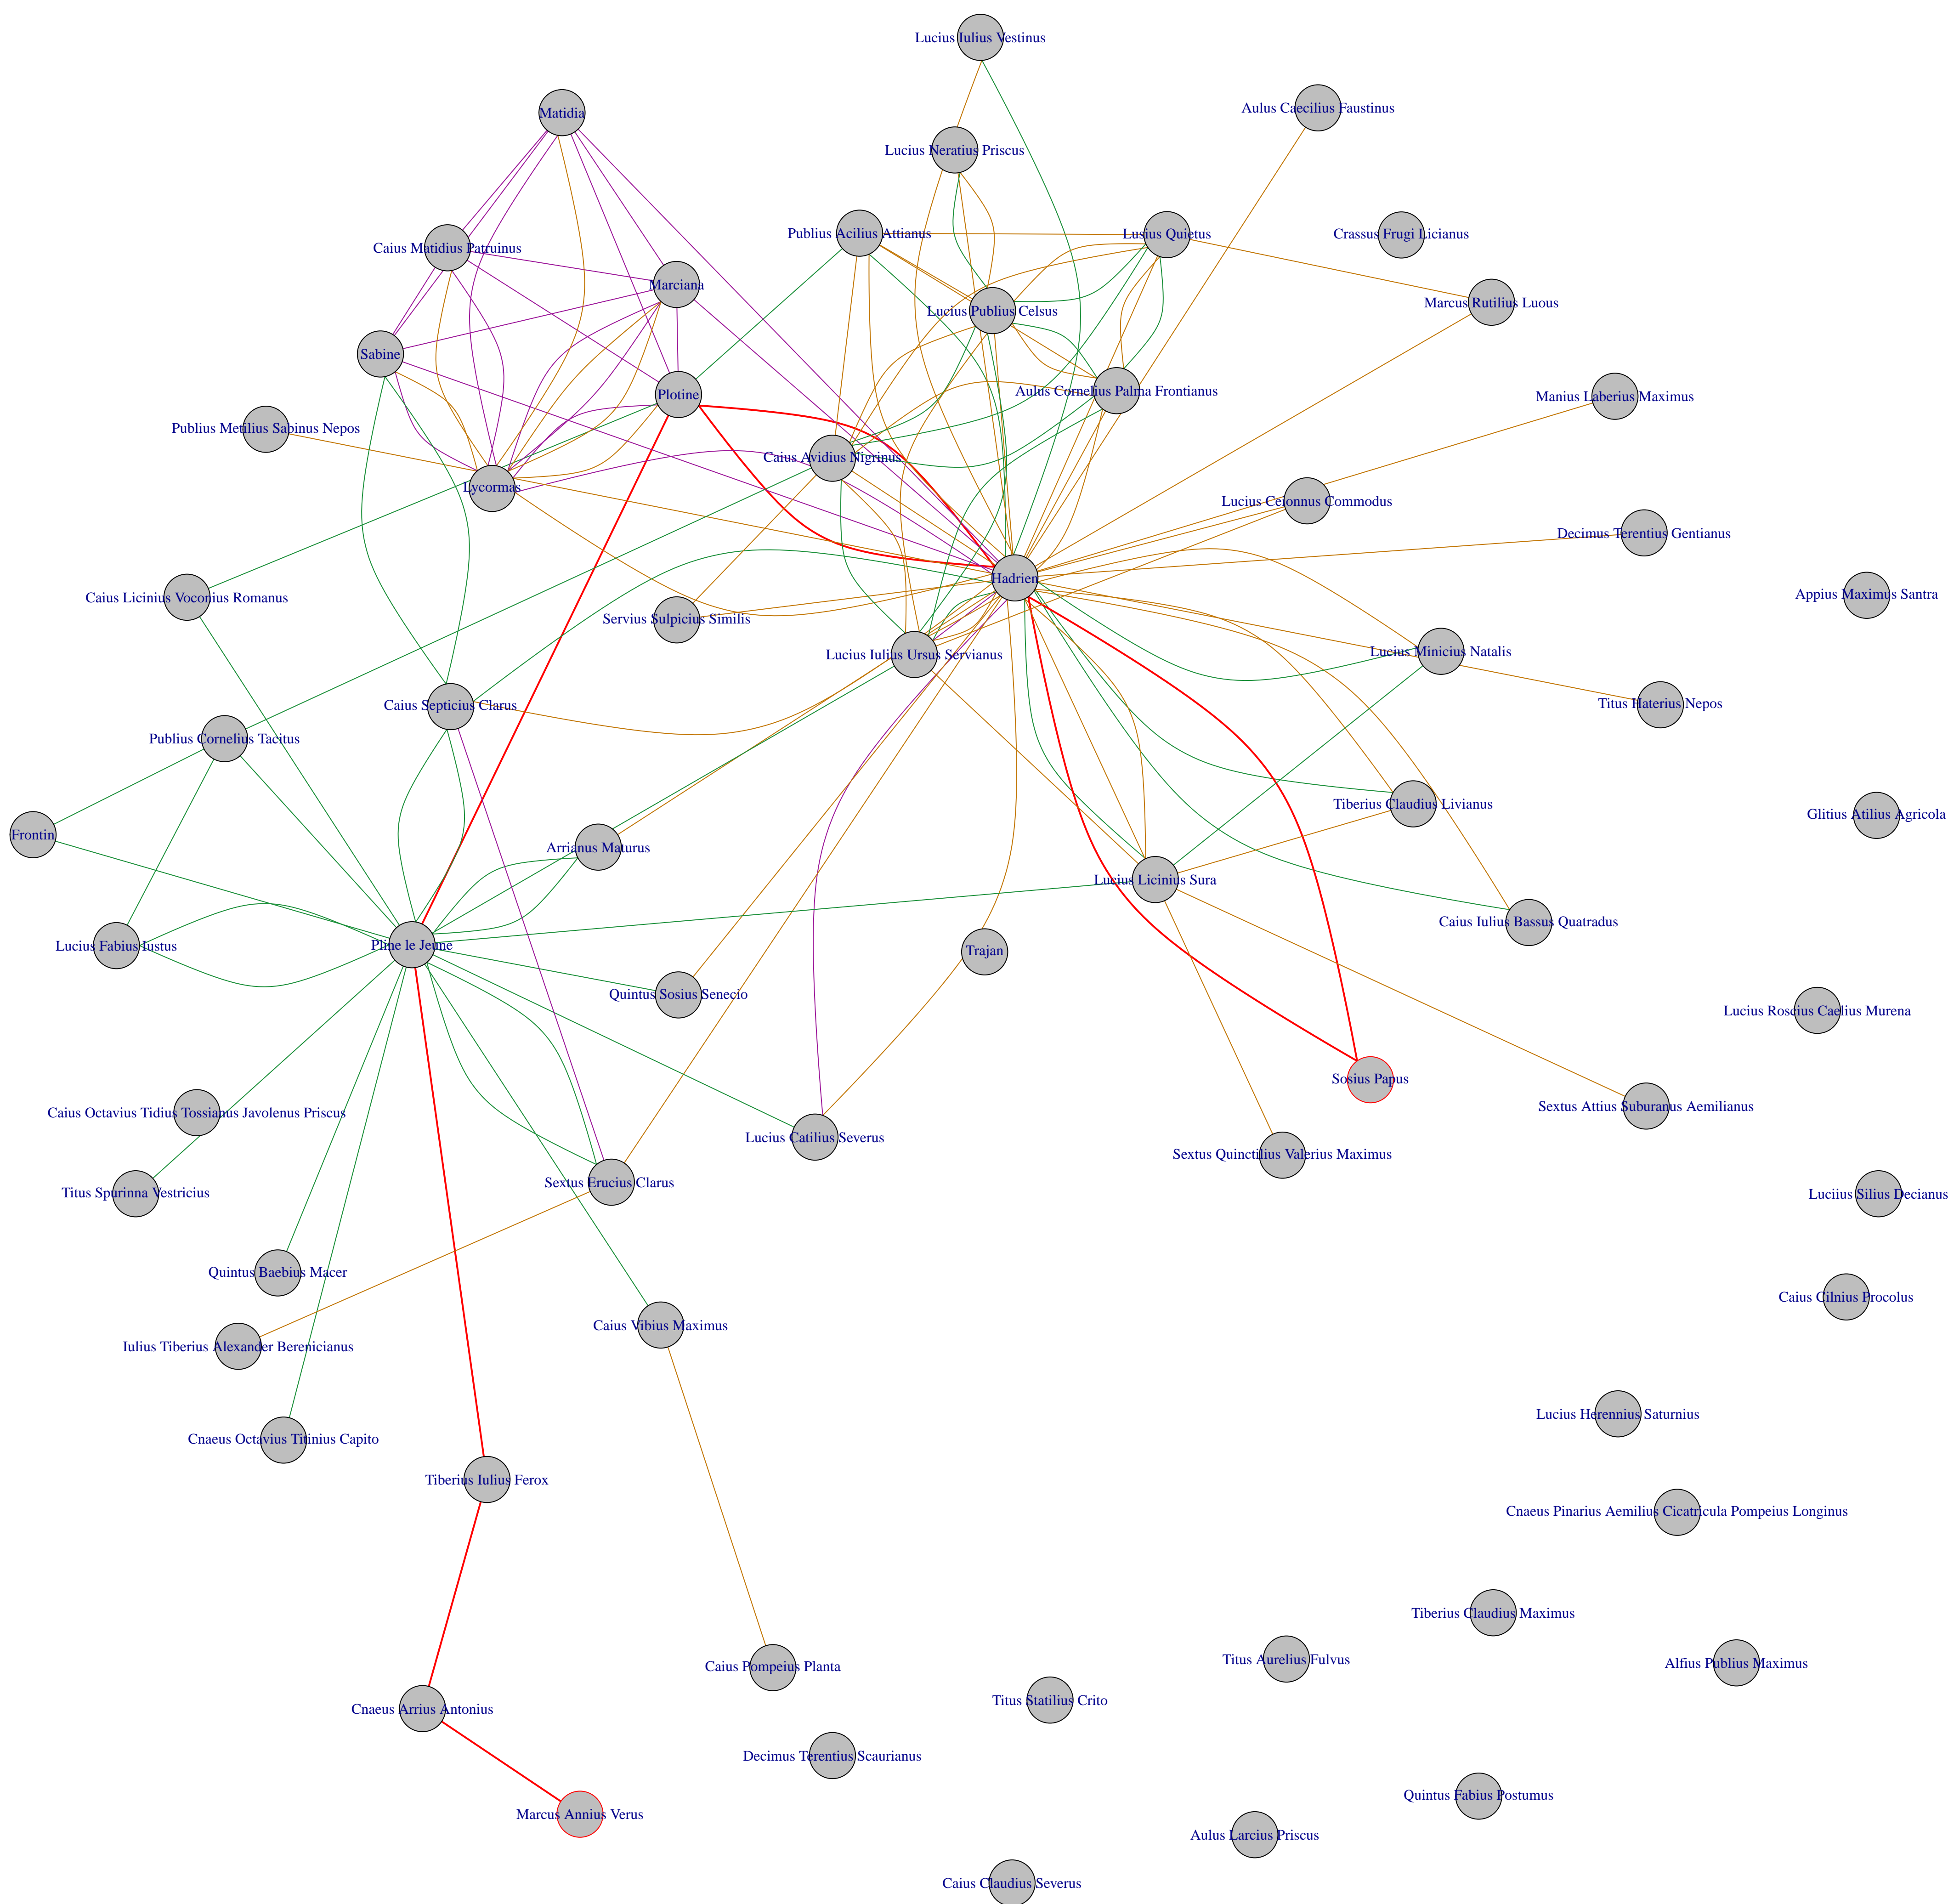 Lucius Iulius Vestinus
Aulus Caecilius Faustinus
Matidia
Lucius Neratius Priscus
Publius Acilius Attianus
Lusius Quietus
Crassus Frugi Licianus
Caius Matidius Patruinus
Marciana
Marcus Rutilius Luous
Lucius Publius Celsus
Sabine
Plotine
Aulus Cornelius Palma Frontianus
Manius Laberius Maximus
Publius Metilius Sabinus Nepos
Caius Avidius Nigrinus
Lycormas
Lucius Ceionnus Commodus
Decimus Terentius Gentianus
Hadrien
Appius Maximus Santra
Caius Licinius Voconius Romanus
Servius Sulpicius Similis
Lucius Iulius Ursus Servianus
Lucius Minicius Natalis
Titus Haterius Nepos
Caius Septicius Clarus
Publius Cornelius Tacitus
Tiberius Claudius Livianus
Glitius Atilius Agricola
Frontin
Arrianus Maturus
Lucius Licinius Sura
Caius Iulius Bassus Quatradus
Lucius Fabius Iustus
Pline le Jeune
Trajan
Quintus Sosius Senecio
Lucius Roscius Caelius Murena
Sosius Papus
Caius Octavius Tidius Tossianus Javolenus Priscus
Sextus Attius Suburanus Aemilianus
Lucius Catilius Severus
Sextus Quinctilius Valerius Maximus
Sextus Erucius Clarus
Titus Spurinna Vestricius
Luciius Silius Decianus
Quintus Baebius Macer
Caius Cilnius Procolus
Caius Vibius Maximus
Iulius Tiberius Alexander Berenicianus
Lucius Herennius Saturnius
Cnaeus Octavius Titinius Capito
Tiberius Iulius Ferox
Cnaeus Pinarius Aemilius Cicatricula Pompeius Longinus
Tiberius Claudius Maximus
Titus Aurelius Fulvus
Alfius Publius Maximus
Caius Pompeius Planta
Titus Statilius Crito
Cnaeus Arrius Antonius
Decimus Terentius Scaurianus
Quintus Fabius Postumus
Marcus Annius Verus
Aulus Larcius Priscus
Caius Claudius Severus